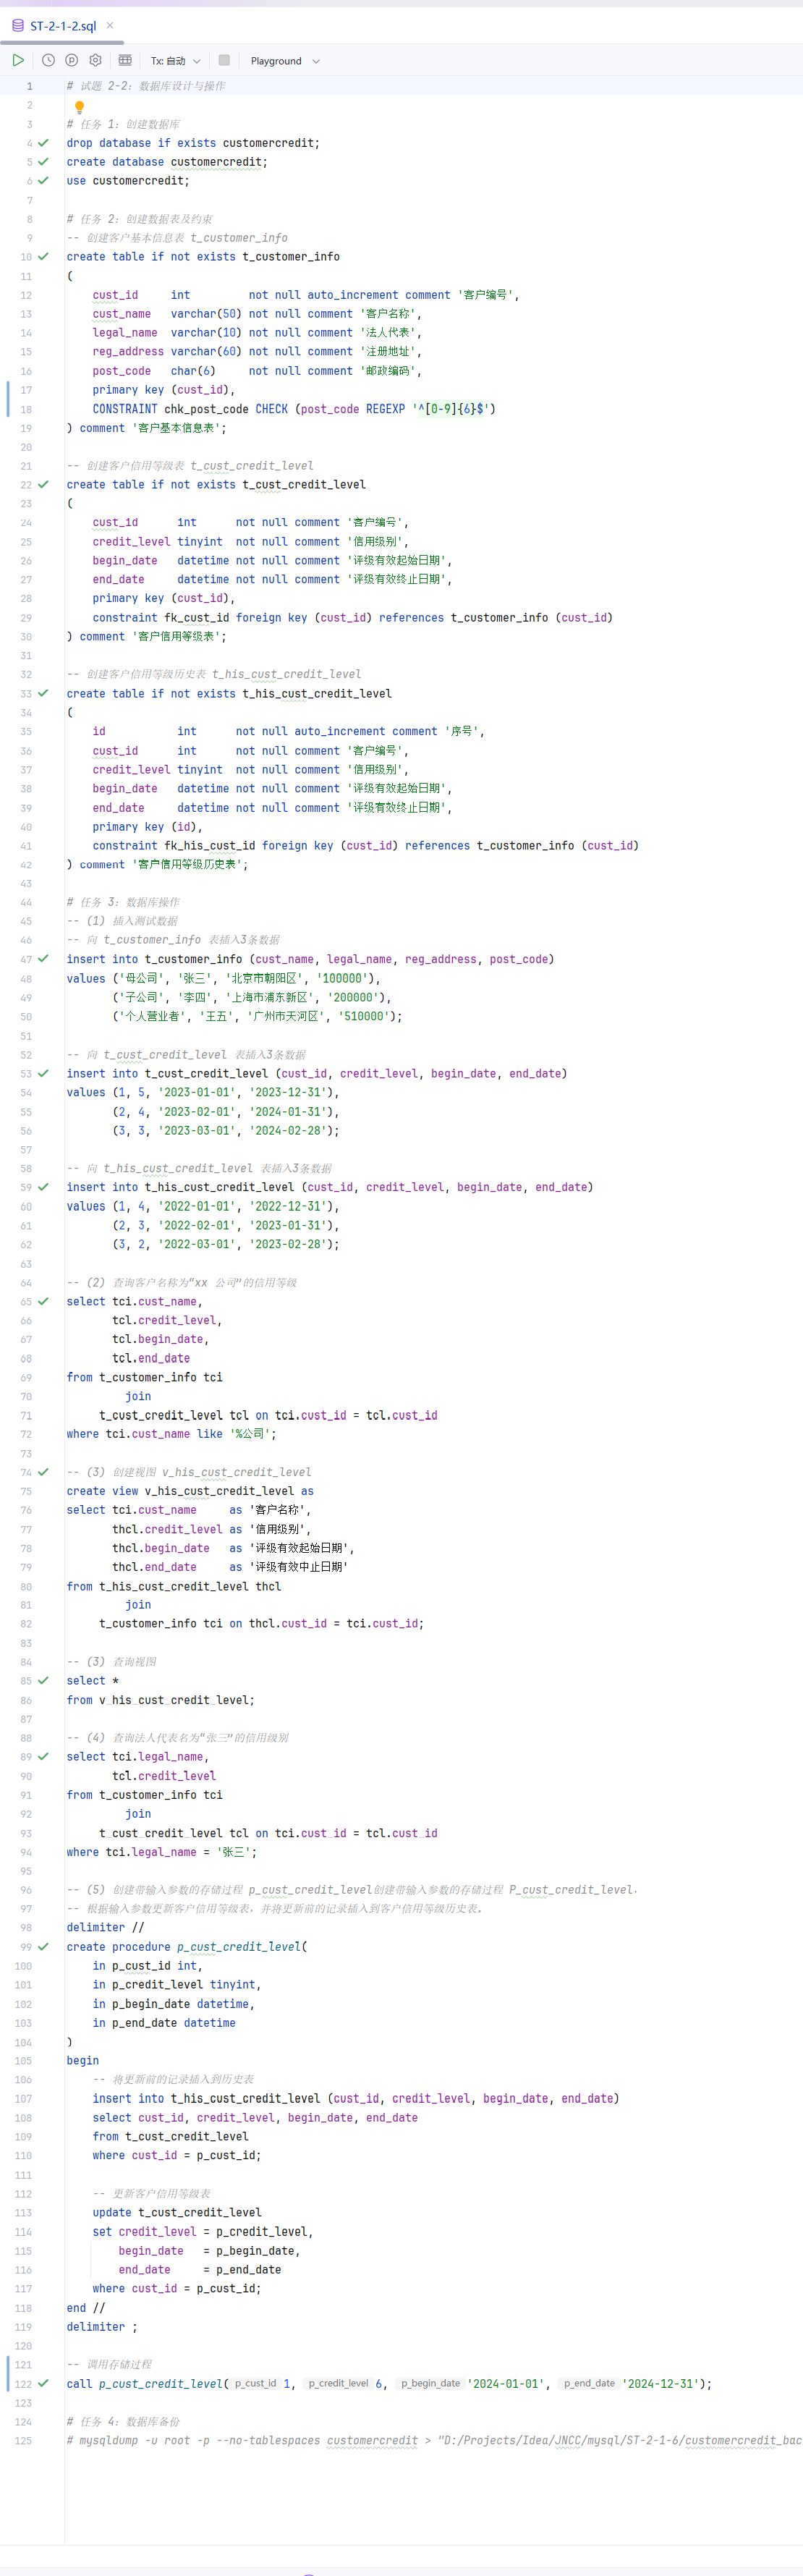 ST-2-1-2.sql
Tx: 自动 Playground
1 # 试题 2-2：数据库设计与操作
2
3 # 任务 1：创建数据库
4 drop database if exists customercredit;
5 create database customercredit;
6 use customercredit;
7
8 # 任务 2：创建数据表及约束
9 -- 创建客户基本信息表 t_customer_info
10 create table if not exists t_customer_info
11 (
12 cust_id int not null auto_increment comment '客户编号',
13 cust_name varchar(50) not null comment '客户名称',
14 legal_name varchar(10) not null comment '法人代表',
15 reg_address varchar(60) not null comment '注册地址',
16 post_code char(6) not null comment '邮政编码',
17 primary key (cust_id),
18 CONSTRAINT chk_post_code CHECK (post_code REGEXP '^[0-9]{6}$')
19 ) comment '客户基本信息表';
20
21 -- 创建客户信用等级表 t_cust_credit_level
22 create table if not exists t_cust_credit_level
23 (
24 cust_id int not null comment '客户编号',
25 credit_level tinyint not null comment '信用级别',
26 begin_date datetime not null comment '评级有效起始日期',
27 end_date datetime not null comment '评级有效终止日期',
28 primary key (cust_id),
29 constraint fk_cust_id foreign key (cust_id) references t_customer_info (cust_id)
30 ) comment '客户信用等级表';
31
32 -- 创建客户信用等级历史表 t_his_cust_credit_level
33 create table if not exists t_his_cust_credit_level
34 (
35 id int not null auto_increment comment '序号',
36 cust_id int not null comment '客户编号',
37 credit_level tinyint not null comment '信用级别',
38 begin_date datetime not null comment '评级有效起始日期',
39 end_date datetime not null comment '评级有效终止日期',
40 primary key (id),
41 constraint fk_his_cust_id foreign key (cust_id) references t_customer_info (cust_id)
42 ) comment '客户信用等级历史表';
43
44 # 任务 3：数据库操作
45 -- (1) 插入测试数据
46 -- 向 t_customer_info 表插入3条数据
47 insert into t_customer_info (cust_name, legal_name, reg_address, post_code)
48 values ('母公司', '张三', '北京市朝阳区', '100000'),
49 ('子公司', '李四', '上海市浦东新区', '200000'),
50 ('个人营业者', '王五', '广州市天河区', '510000');
51
52 -- 向 t_cust_credit_level 表插入3条数据
53 insert into t_cust_credit_level (cust_id, credit_level, begin_date, end_date)
54 values (1, 5, '2023-01-01', '2023-12-31'),
55 (2, 4, '2023-02-01', '2024-01-31'),
56 (3, 3, '2023-03-01', '2024-02-28');
57
58 -- 向 t_his_cust_credit_level 表插入3条数据
59 insert into t_his_cust_credit_level (cust_id, credit_level, begin_date, end_date)
60 values (1, 4, '2022-01-01', '2022-12-31'),
61 (2, 3, '2022-02-01', '2023-01-31'),
62 (3, 2, '2022-03-01', '2023-02-28');
63
64 -- (2) 查询客户名称为“xx 公司”的信用等级
65 select tci.cust_name,
66 tcl.credit_level,
67 tcl.begin_date,
68 tcl.end_date
69 from t_customer_info tci
70 join
71 t_cust_credit_level tcl on tci.cust_id = tcl.cust_id
72 where tci.cust_name like '%公司';
73
74 -- (3) 创建视图 v_his_cust_credit_level
75 create view v_his_cust_credit_level as
76 select tci.cust_name as '客户名称',
77 thcl.credit_level as '信用级别',
78 thcl.begin_date as '评级有效起始日期',
79 thcl.end_date as '评级有效中止日期'
80 from t_his_cust_credit_level thcl
81 join
82 t_customer_info tci on thcl.cust_id = tci.cust_id;
83
84 -- (3) 查询视图
85 select *
86 from v_his_cust_credit_level;
87
88 -- (4) 查询法人代表名为“张三”的信用级别
89 select tci.legal_name,
90 tcl.credit_level
91 from t_customer_info tci
92 join
93 t_cust_credit_level tcl on tci.cust_id = tcl.cust_id
94 where tci.legal_name = '张三';
95
96 -- (5) 创建带输入参数的存储过程 p_cust_credit_level创建带输入参数的存储过程 P_cust_credit_level，
97 -- 根据输入参数更新客户信用等级表，并将更新前的记录插入到客户信用等级历史表。
98 delimiter //
99 create procedure p_cust_credit_level(
100 in p_cust_id int,
101 in p_credit_level tinyint,
102 in p_begin_date datetime,
103 in p_end_date datetime
104 )
105 begin
106 -- 将更新前的记录插入到历史表
107 insert into t_his_cust_credit_level (cust_id, credit_level, begin_date, end_date)
108 select cust_id, credit_level, begin_date, end_date
109 from t_cust_credit_level
110 where cust_id = p_cust_id;
111
112 -- 更新客户信用等级表
113 update t_cust_credit_level
114 set credit_level = p_credit_level,
115 begin_date = p_begin_date,
116 end_date = p_end_date
117 where cust_id = p_cust_id;
118 end //
119 delimiter ;
120
121 -- 调用存储过程
122 call p_cust_credit_level( p_cust_id 1, p_credit_level 6, p_begin_date '2024-01-01', p_end_date '2024-12-31');
123
124 # 任务 4：数据库备份
125 # mysqldump -u root -p --no-tablespaces customercredit > "D:/Projects/Idea/JNCC/mysql/ST-2-1-6/customercredit_bac